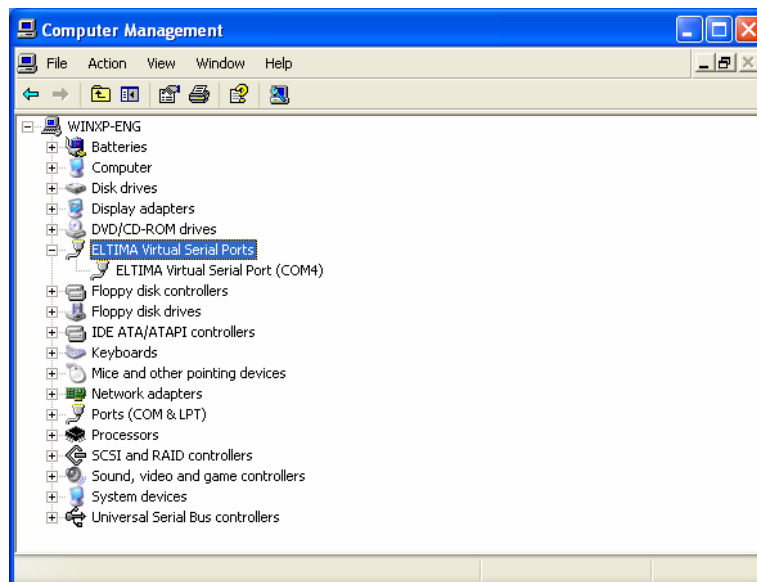 Computer Management
File Action View Window Help
WINXP-ENG
Batteries
Computer
Disk drives
Display adapters
DVD/CD-ROM drives
ELTIMA Virtual Serial Ports
ELTIMA Virtual Serial Port (COM4)
Floppy disk controllers
Floppy disk drives
IDE ATA/ATAPI controllers
Keyboards
Mice and other pointing devices
Network adapters
Ports (COM & LPT)
Processors
SCSI and RAID controllers
Sound, video and game controllers
System devices
Universal Serial Bus controllers